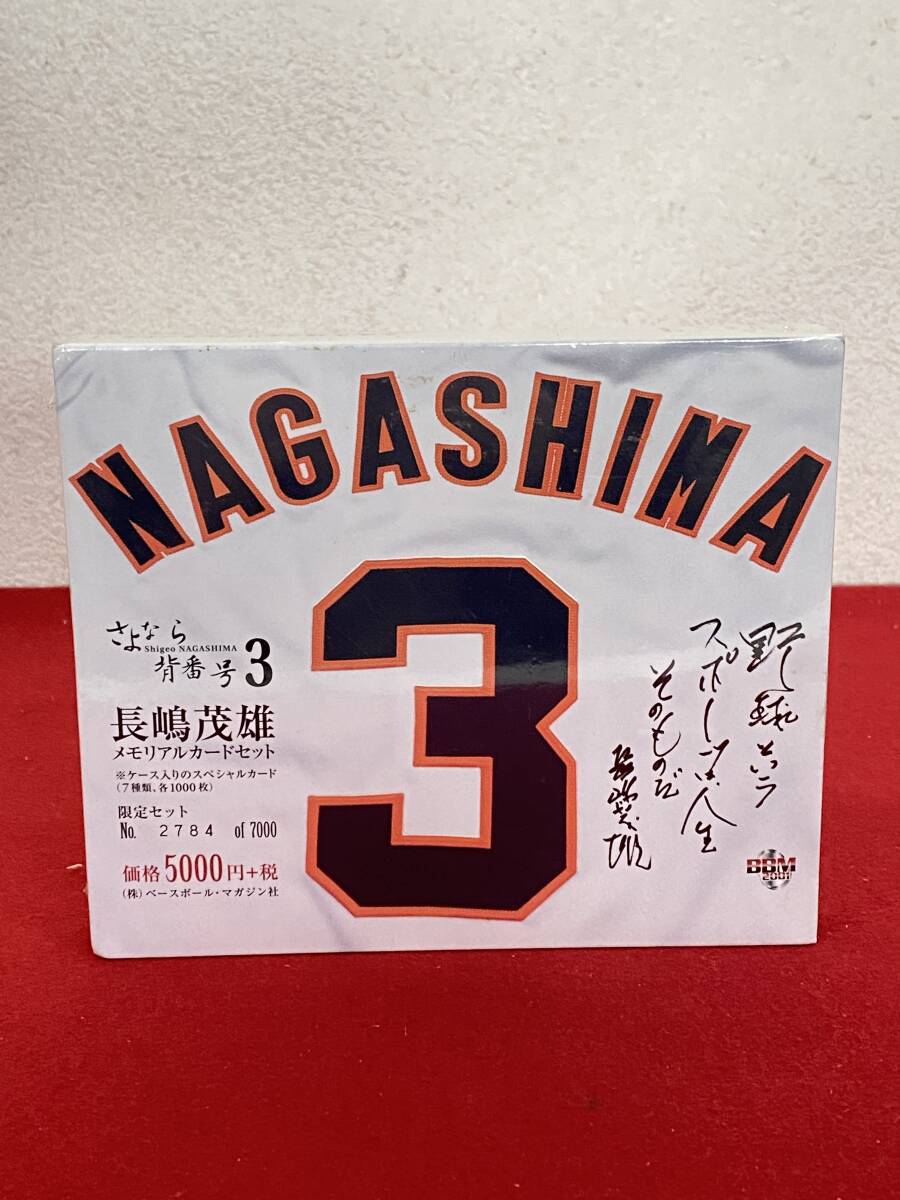 NAGASHIMA
3
さよなら
Shigeo NAGASHIMA
背番号3
長嶋茂雄
メモリアルカードセット
※ケース入りのスペシャルカード
(7種類、各1000枚)
限定セット
No. 2784 of 7000
価格5000円+税
(株)ベースボール・マガジン社
野球という
スポーツは人生
そのものだ
長嶋茂雄
BBM
2001